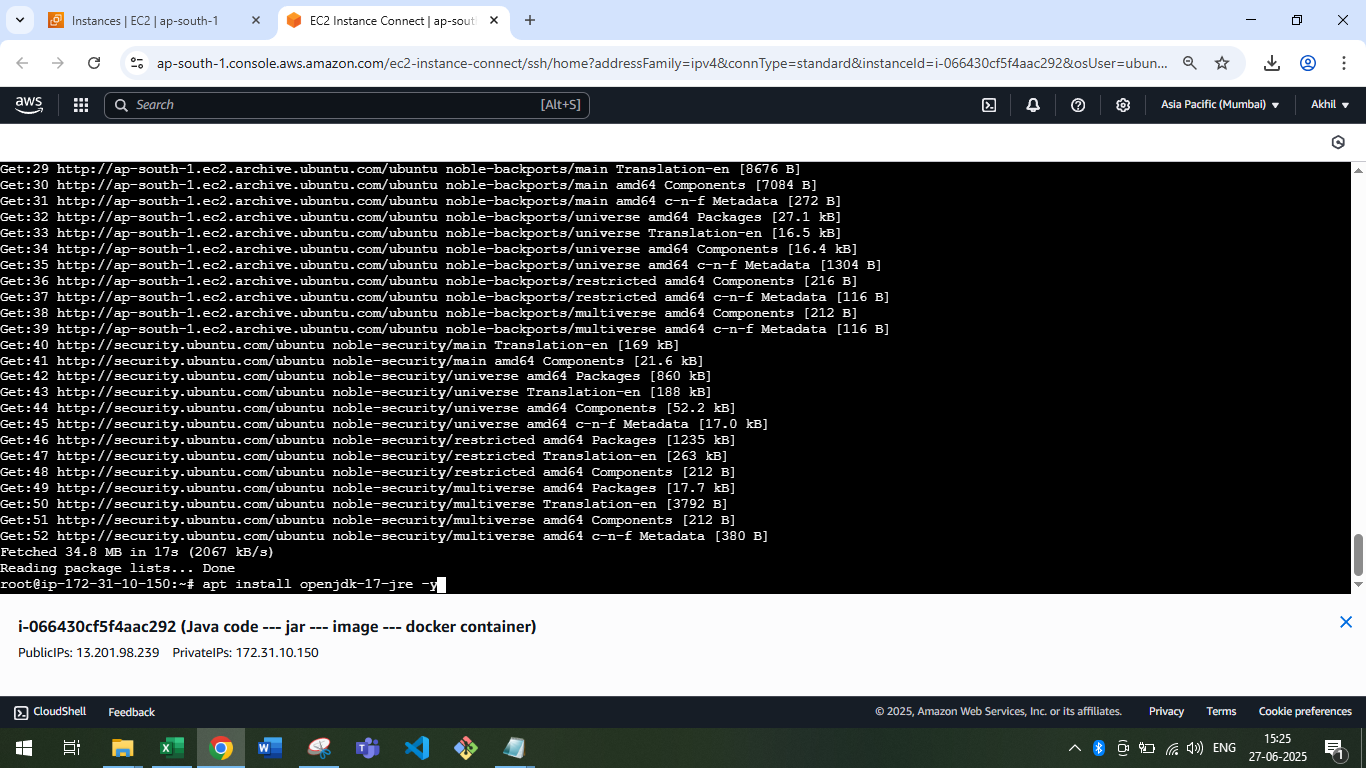 Instances | EC2 | ap-south-1
EC2 Instance Connect | ap-sout
ap-south-1.console.aws.amazon.com/ec2-instance-connect/ssh/home?addressFamily=ipv4&connType=standard&instanceId=i-066430cf5f4aac292&osUser=ubun...
aws
Search
[Alt+S]
Asia Pacific (Mumbai)
Akhil
Get:29 http://ap-south-1.ec2.archive.ubuntu.com/ubuntu noble-backports/main Translation-en [8676 B]
Get:30 http://ap-south-1.ec2.archive.ubuntu.com/ubuntu noble-backports/main amd64 Components [7084 B]
Get:31 http://ap-south-1.ec2.archive.ubuntu.com/ubuntu noble-backports/main amd64 c-n-f Metadata [272 B]
Get:32 http://ap-south-1.ec2.archive.ubuntu.com/ubuntu noble-backports/universe amd64 Packages [27.1 kB]
Get:33 http://ap-south-1.ec2.archive.ubuntu.com/ubuntu noble-backports/universe Translation-en [16.5 kB]
Get:34 http://ap-south-1.ec2.archive.ubuntu.com/ubuntu noble-backports/universe amd64 Components [16.4 kB]
Get:35 http://ap-south-1.ec2.archive.ubuntu.com/ubuntu noble-backports/universe amd64 c-n-f Metadata [1304 B]
Get:36 http://ap-south-1.ec2.archive.ubuntu.com/ubuntu noble-backports/restricted amd64 Components [216 B]
Get:37 http://ap-south-1.ec2.archive.ubuntu.com/ubuntu noble-backports/restricted amd64 c-n-f Metadata [116 B]
Get:38 http://ap-south-1.ec2.archive.ubuntu.com/ubuntu noble-backports/multiverse amd64 Components [212 B]
Get:39 http://ap-south-1.ec2.archive.ubuntu.com/ubuntu noble-backports/multiverse amd64 c-n-f Metadata [116 B]
Get:40 http://security.ubuntu.com/ubuntu noble-security/main Translation-en [169 kB]
Get:41 http://security.ubuntu.com/ubuntu noble-security/main amd64 Components [21.6 kB]
Get:42 http://security.ubuntu.com/ubuntu noble-security/universe amd64 Packages [860 kB]
Get:43 http://security.ubuntu.com/ubuntu noble-security/universe Translation-en [188 kB]
Get:44 http://security.ubuntu.com/ubuntu noble-security/universe amd64 Components [52.2 kB]
Get:45 http://security.ubuntu.com/ubuntu noble-security/universe amd64 c-n-f Metadata [17.0 kB]
Get:46 http://security.ubuntu.com/ubuntu noble-security/restricted amd64 Packages [1235 kB]
Get:47 http://security.ubuntu.com/ubuntu noble-security/restricted Translation-en [263 kB]
Get:48 http://security.ubuntu.com/ubuntu noble-security/restricted amd64 Components [212 B]
Get:49 http://security.ubuntu.com/ubuntu noble-security/multiverse amd64 Packages [17.7 kB]
Get:50 http://security.ubuntu.com/ubuntu noble-security/multiverse Translation-en [3792 B]
Get:51 http://security.ubuntu.com/ubuntu noble-security/multiverse amd64 Components [212 B]
Get:52 http://security.ubuntu.com/ubuntu noble-security/multiverse amd64 c-n-f Metadata [380 B]
Fetched 34.8 MB in 17s (2067 kB/s)
Reading package lists... Done
root@ip-172-31-10-150:~# apt install openjdk-17-jre -y
i-066430cf5f4aac292 (Java code --- jar --- image --- docker container)
PublicIPs: 13.201.98.239 PrivateIPs: 172.31.10.150
CloudShell
Feedback
© 2025, Amazon Web Services, Inc. or its affiliates.
Privacy
Terms
Cookie preferences
ENG
15:25
27-06-2025
1